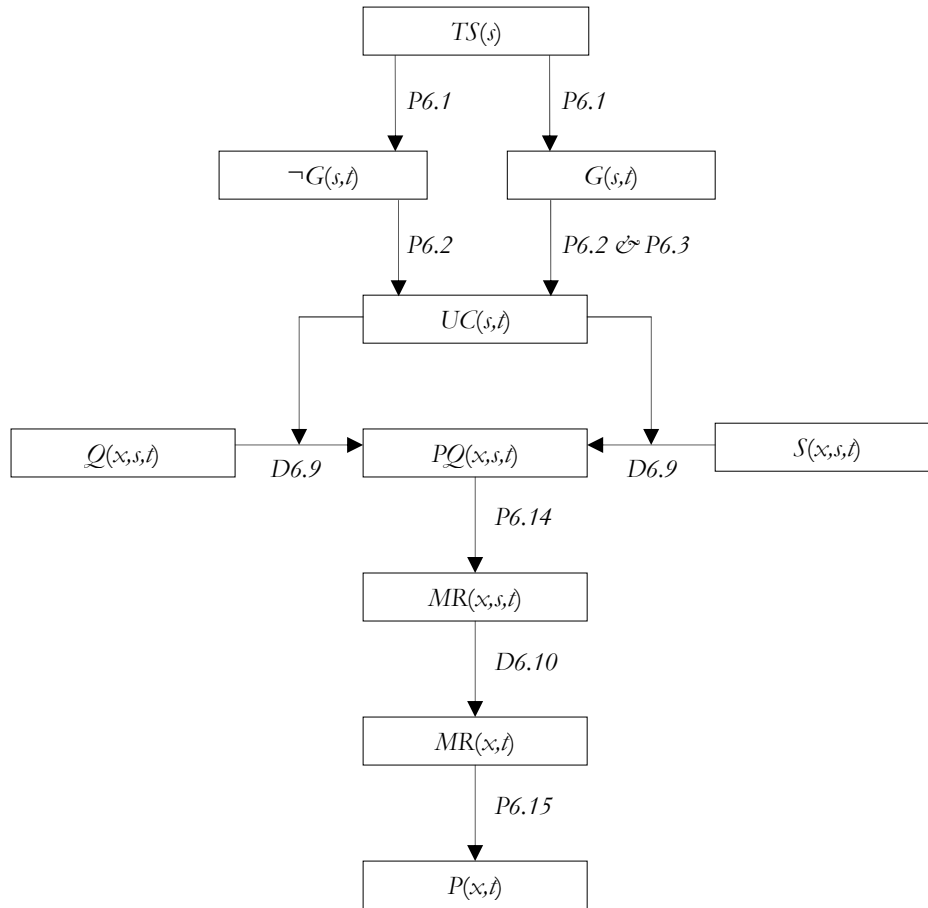 TS(s)
P6.1 P6.1
¬G(s,t) G(s,t)
P6.2 P6.2 & P6.3
UC(s,t)
Q(x,s,t) PQ(x,s,t) S(x,s,t)
D6.9 D6.9
P6.14
MR(x,s,t)
D6.10
MR(x,t)
P6.15
P(x,t)